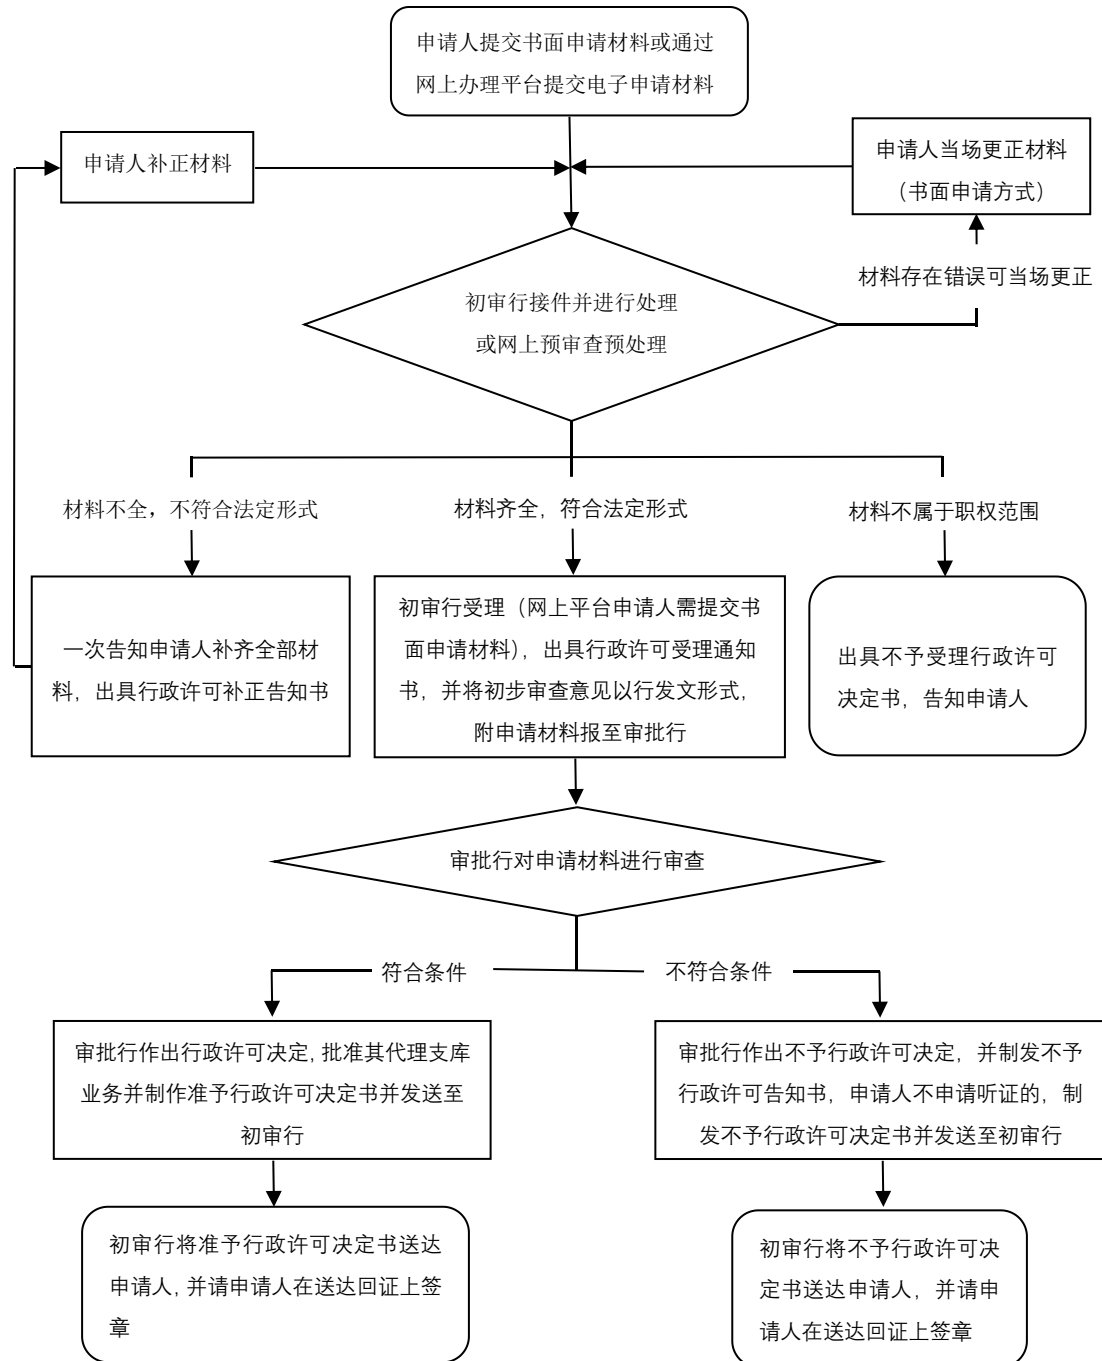 申请人提交书面申请材料或通过
网上办理平台提交电子申请材料
申请人补正材料
申请人当场更正材料
（书面申请方式）
材料存在错误可当场更正
初审行接件并进行处理
或网上预审查预处理
材料不全，不符合法定形式
材料齐全，符合法定形式
材料不属于职权范围
一次告知申请人补齐全部材
料，出具行政许可补正告知书
初审行受理（网上平台申请人需提交书
面申请材料），出具行政许可受理通知
书，并将初步审查意见以行发文形式，
附申请材料报至审批行
出具不予受理行政许可
决定书，告知申请人
审批行对申请材料进行审查
符合条件
不符合条件
审批行作出行政许可决定,批准其代理支库
业务并制作准予行政许可决定书并发送至
初审行
审批行作出不予行政许可决定，并制发不予
行政许可告知书，申请人不申请听证的，制
发不予行政许可决定书并发送至初审行
初审行将准予行政许可决定书送达
申请人,并请申请人在送达回证上签
章
初审行将不予行政许可决
定书送达申请人，并请申
请人在送达回证上签章